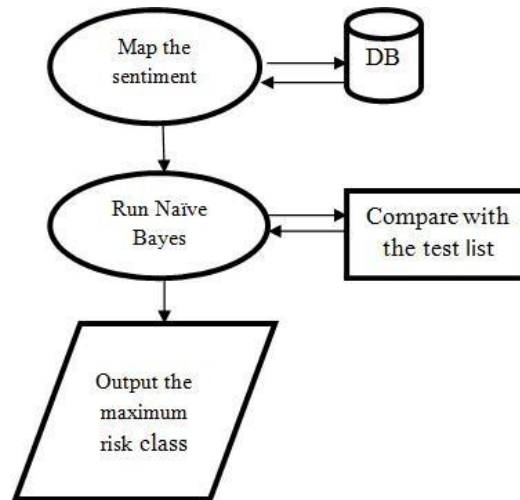 Map the
sentiment
DB
Run Naïve
Bayes
Compare with
the test list
Output the
maximum
risk class